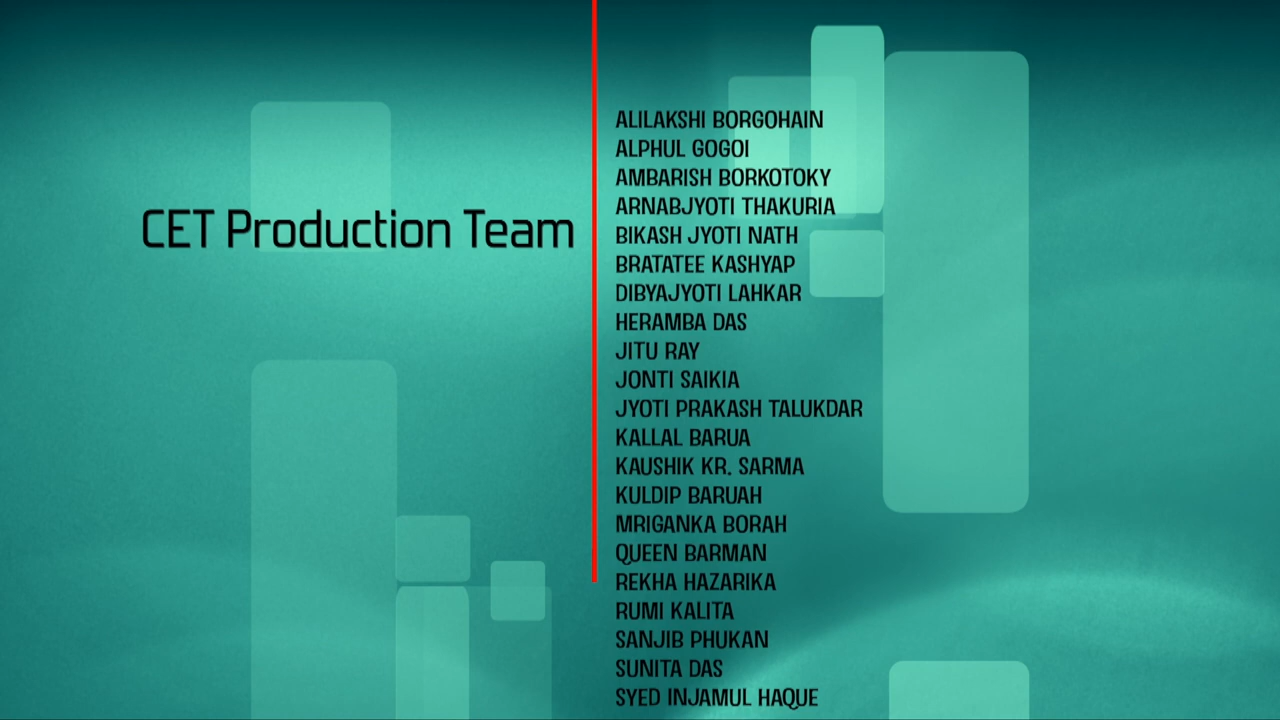 CET Production Team
ALILAKSHI BORGOHAIN
ALPHUL GOGOI
AMBARISH BORKOTOKY
ARNABJYOTI THAKURIA
BIKASH JYOTI NATH
BRATATEE KASHYAP
DIBYAJYOTI LAHKAR
HERAMBA DAS
JITU RAY
JONTI SAIKIA
JYOTI PRAKASH TALUKDAR
KALLAL BARUA
KAUSHIK KR. SARMA
KULDIP BARUAH
MRIGANKA BORAH
QUEEN BARMAN
REKHA HAZARIKA
RUMI KALITA
SANJIB PHUKAN
SUNITA DAS
SYED INJAMUL HAQUE